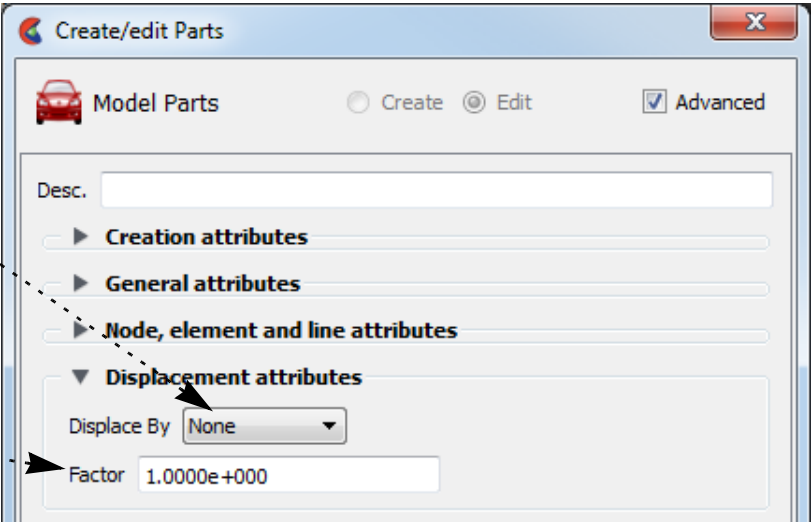 Create/edit Parts
Model Parts Create Edit Advanced
Desc.
Creation attributes
General attributes
Node, element and line attributes
Displacement attributes
Displace By None
Factor 1.0000e+000